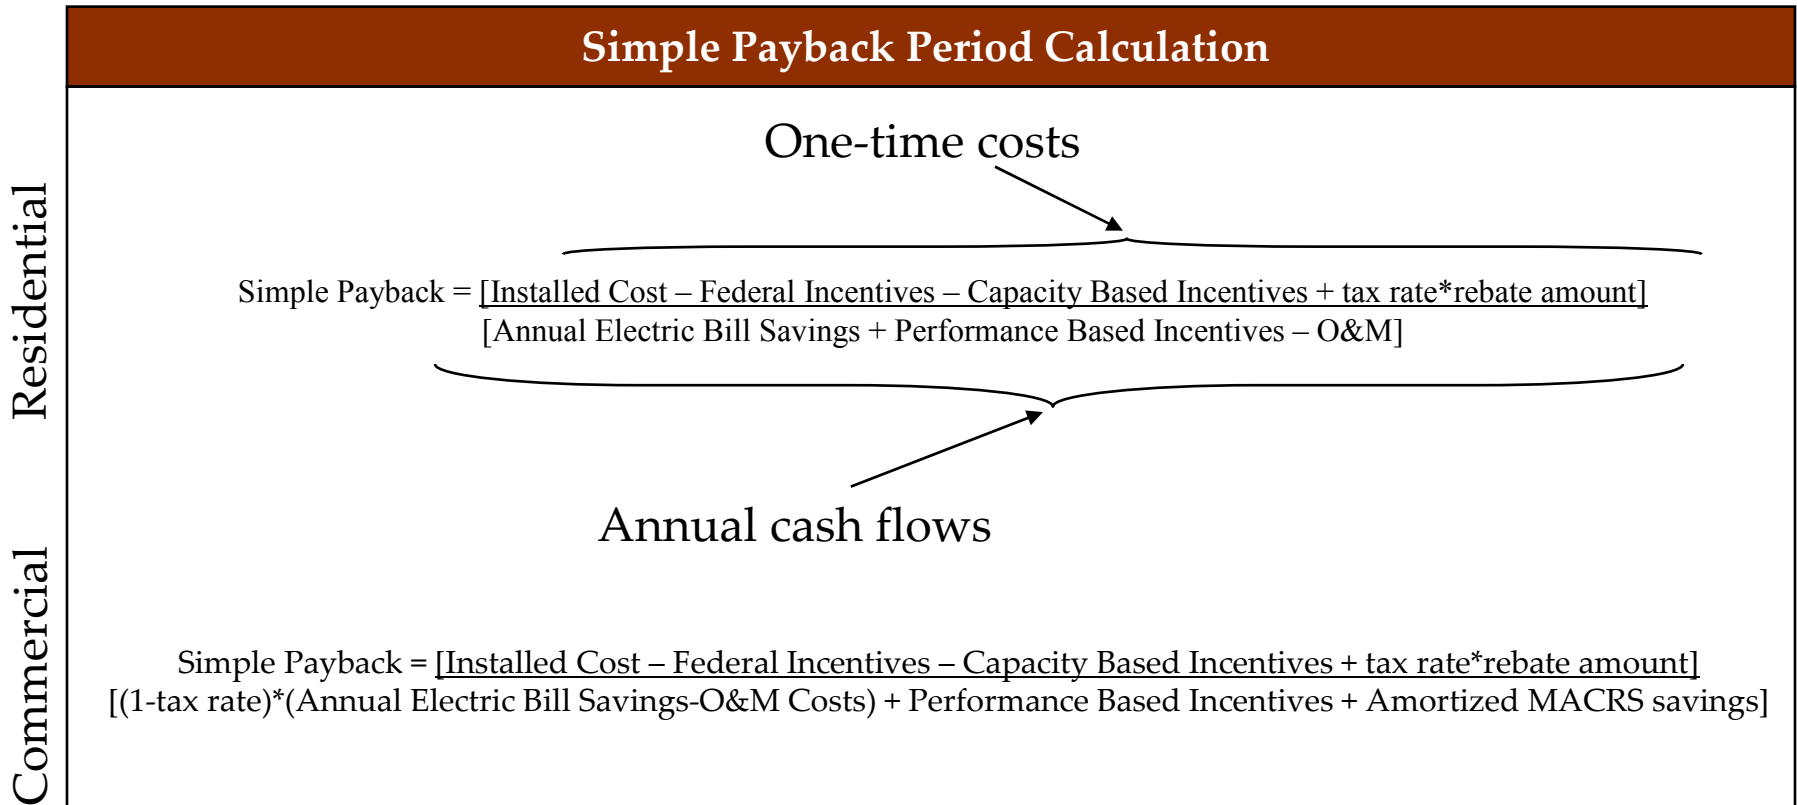 Simple Payback Period Calculation
Residential
One-time costs
Simple Payback = [Installed Cost – Federal Incentives – Capacity Based Incentives + tax rate*rebate amount]
[Annual Electric Bill Savings + Performance Based Incentives – O&M]
Annual cash flows
Commercial
Simple Payback = [Installed Cost – Federal Incentives – Capacity Based Incentives + tax rate*rebate amount]
[(1-tax rate)*(Annual Electric Bill Savings-O&M Costs) + Performance Based Incentives + Amortized MACRS savings]